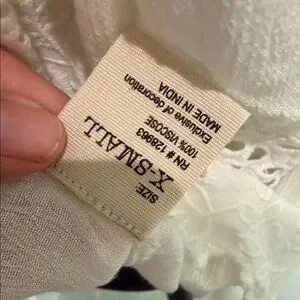 SIZE:
X-SMALL
RN # 128963
100% VISCOSE
Exclusive of decoration
MADE IN INDIA